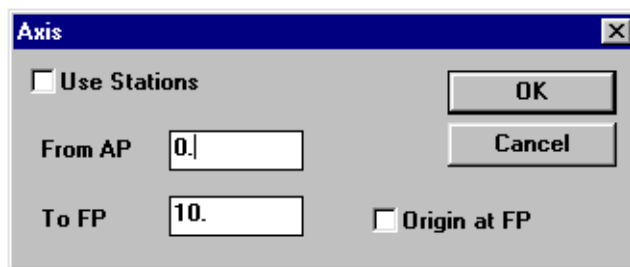 Axis
Use Stations
OK
From AP 0.
Cancel
To FP 10.
Origin at FP